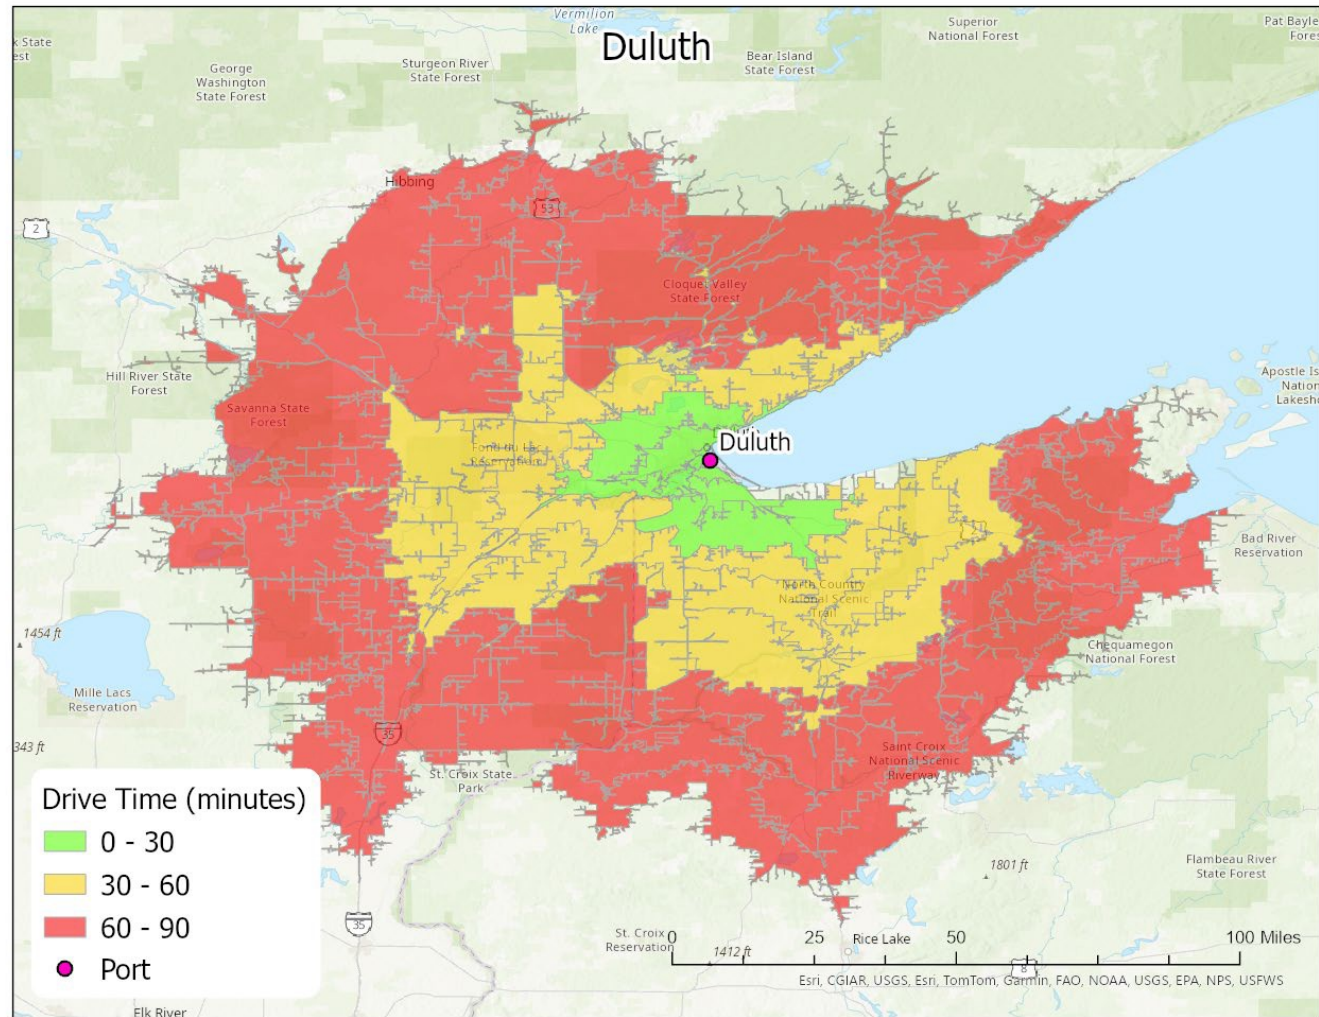 Vermilion
Lake
Superior
National Forest
Pat Bayle
Fores
k State
est
Duluth
George
Washington
State Forest
Sturgeon River
State Forest
Bear Island
State Forest
Hibbing
53
2
Cloquet Valley
State Forest
Hill River State
Forest
Savanna State
Forest
Apostle Is
Nation
Lakesho
Fond du Lac
Reservation
Duluth
Bad River
Reservation
North Country
National Scenic
Trail
1454 ft
Chequamegon
National Forest
Mille Lacs
Reservation
343 ft
35
Saint Croix
National Scenic
Riverway
St. Croix State
Park
Drive Time (minutes)
0 - 30
30 - 60
60 - 90
Port
1801 ft
Flambeau River
State Forest
35
St. Croix
Reservation
1412 ft
Rice Lake
0 25 50 100 Miles
8
Esri, CGIAR, USGS, Esri, TomTom, Garmin, FAO, NOAA, USGS, EPA, NPS, USFWS
Elk River